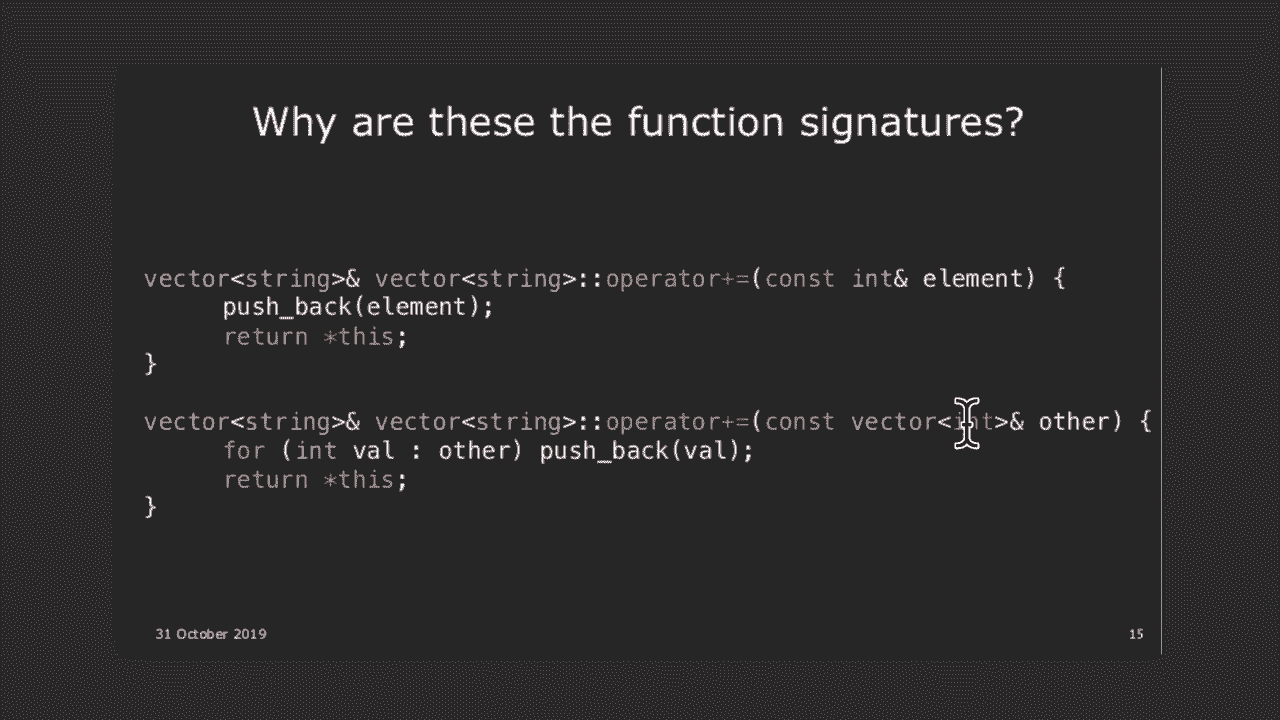 Why are these the function signatures?
vector<string>& vector<string>::operator+=(const int& element) {
push_back(element);
return *this;
}
vector<string>& vector<string>::operator+=(const vector<int>& other) {
for (int val : other) push_back(val);
return *this;
}
31 October 2019
15